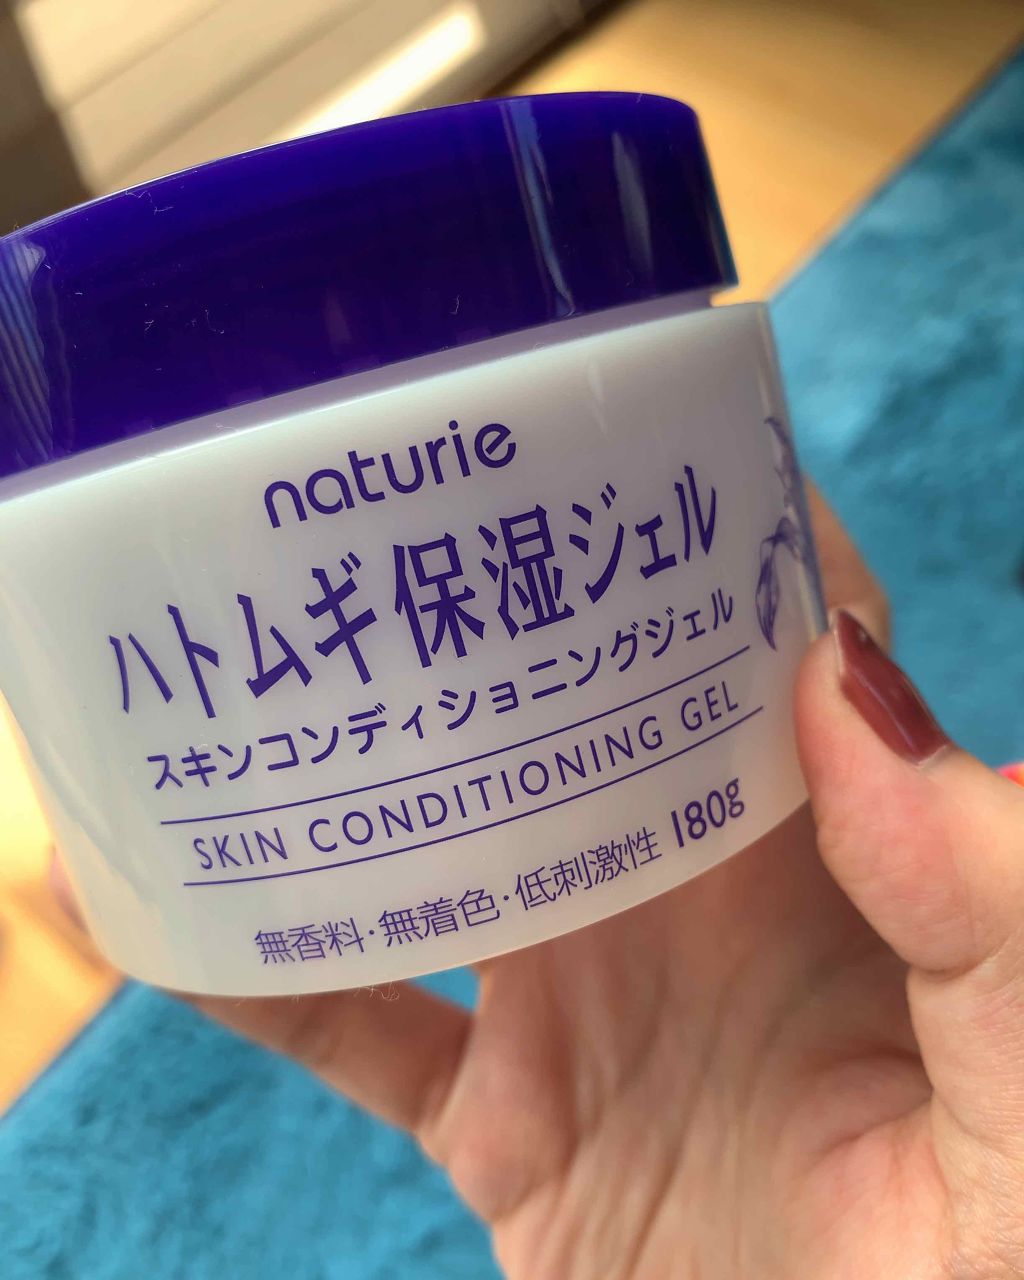 naturie
ハトムギ保湿ジェル
スキンコンディショニングジェル
SKIN CONDITIONING GEL
無香料・無着色・低刺激性 180g